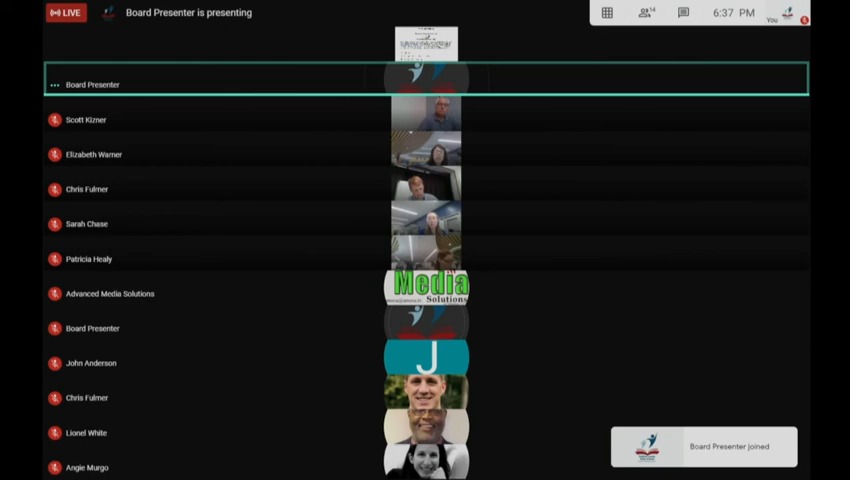 LIVE
Board Presenter is presenting
14
6:37 PM
You
Board Presenter
Scott Kizner
Elizabeth Warner
Chris Fulmer
Sarah Chase
Patricia Healy
Advanced Media Solutions
Media
Solutions
Board Presenter
John Anderson
J
Chris Fulmer
Lionel White
Angie Murgo
Board Presenter joined